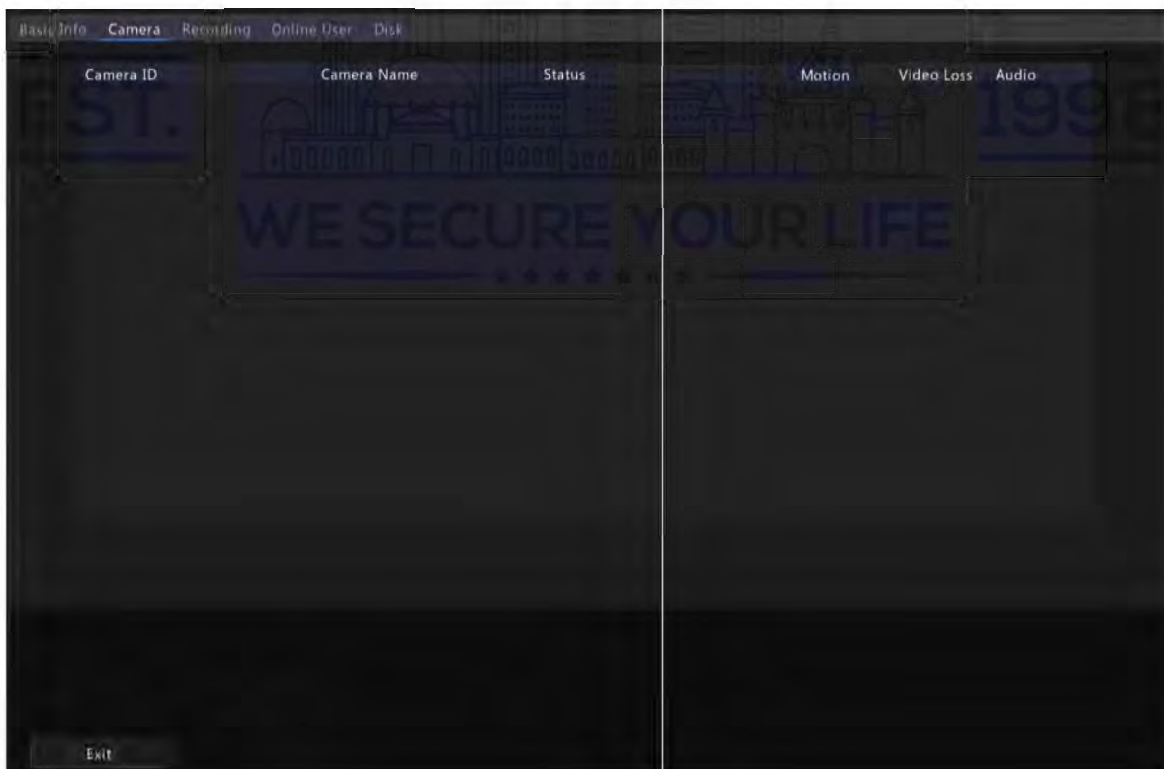 Basic Info Camera Recording Online User Disk
Camera ID Camera Name Status Motion Video Loss Audio
EST. 1996
WE SECURE YOUR LIFE
Exit